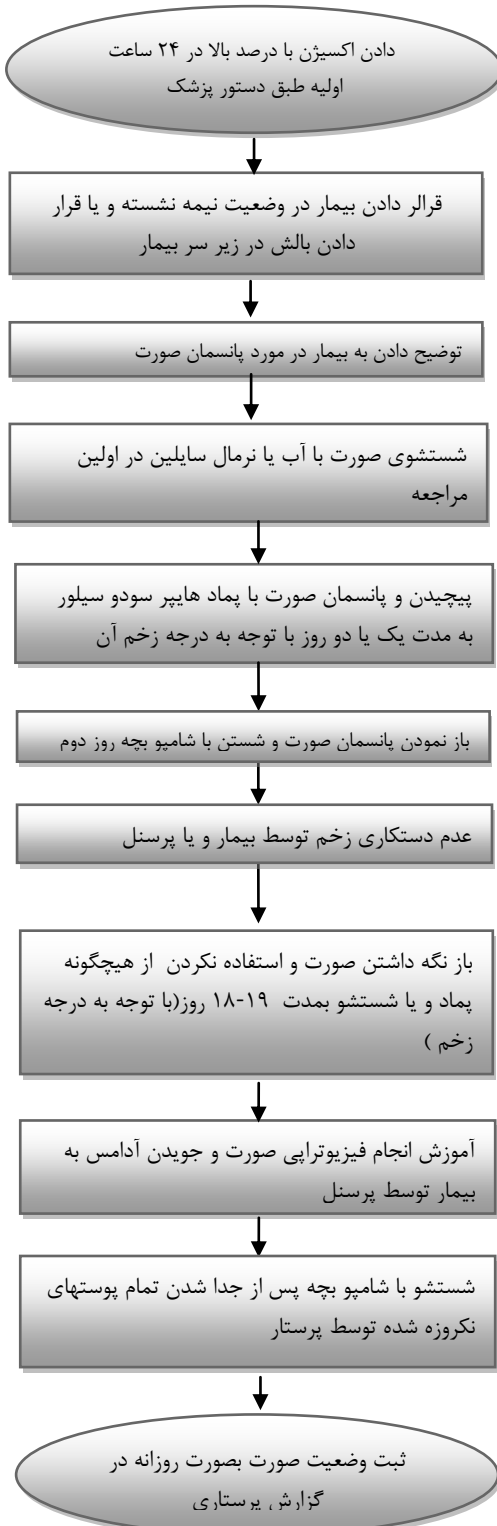 دادن اکسیژن با درصد بالا در ۲۴ ساعت
اولیه طبق دستور پزشک
قرالر دادن بیمار در وضعیت نیمه نشسته و یا قرار
دادن بالش در زیر سر بیمار
توضیح دادن به بیمار در مورد پانسمان صورت
شستشوی صورت با آب یا نرمال سایلین در اولین
مراجعه
پیچیدن و پانسمان صورت با پماد هایپر سودو سیلور
به مدت یک یا دو روز با توجه به درجه زخم آن
باز نمودن پانسمان صورت و شستن با شامپو بچه روز دوم
عدم دستکاری زخم توسط بیمار و یا پرسنل
باز نگه داشتن صورت و استفاده نکردن از هیچگونه
پماد و یا شستشو بمدت ۱۹-۱۸ روز(با توجه به درجه
زخم )
آموزش انجام فیزیوتراپی صورت و جویدن آدامس به
بیمار توسط پرسنل
شستشو با شامپو بچه پس از جدا شدن تمام پوستهای
نکروزه شده توسط پرستار
ثبت وضعیت صورت بصورت روزانه در
گزارش پرستاری